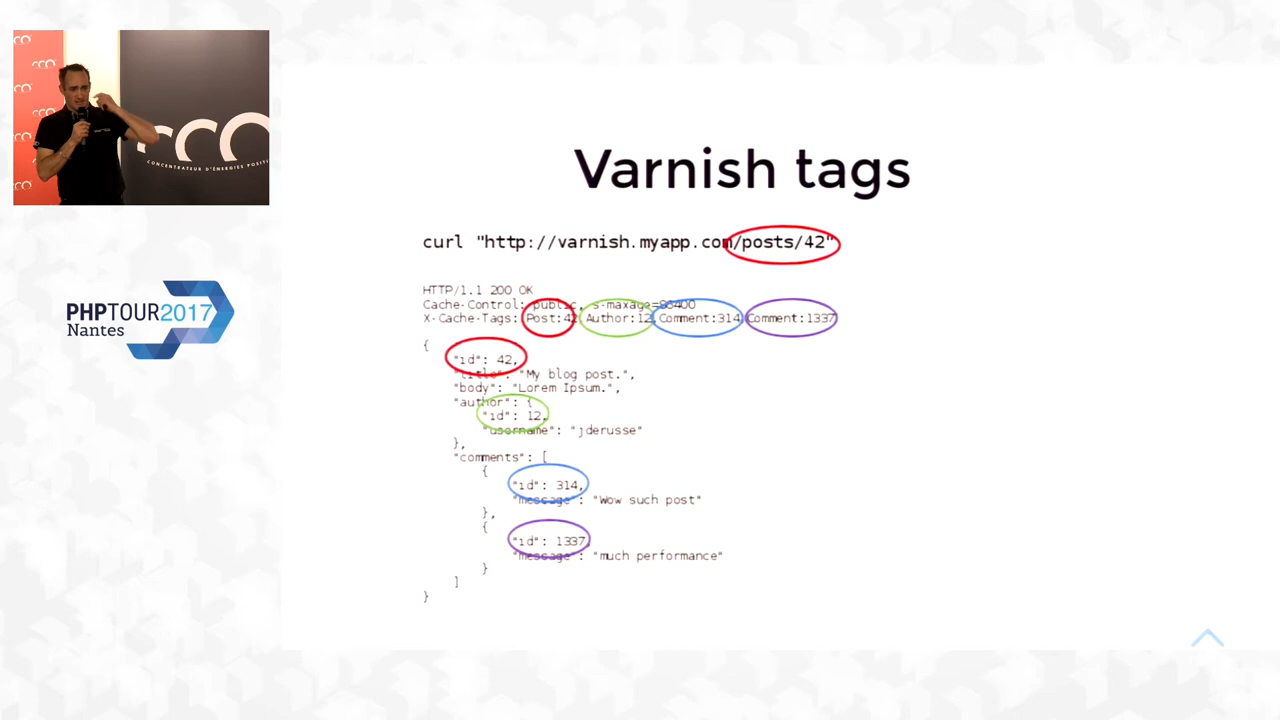 CONCENTRATEUR D'ÉNERGIES POSITI
PHPTOUR2017
Nantes
Varnish tags
curl "http://varnish.myapp.com/posts/42"
HTTP/1.1 200 OK
Cache-Control: public, s-maxage=86400
X-Cache-Tags: Post:42,Author:12,Comment:314,Comment:1337
{
"id": 42,
"title": "My blog post.",
"body": "Lorem Ipsum.",
"author": {
"id": 12,
"username": "jderusse"
},
"comments": [
{
"id": 314,
"message": "Wow such post"
},
{
"id": 1337,
"message": "much performance"
}
]
}